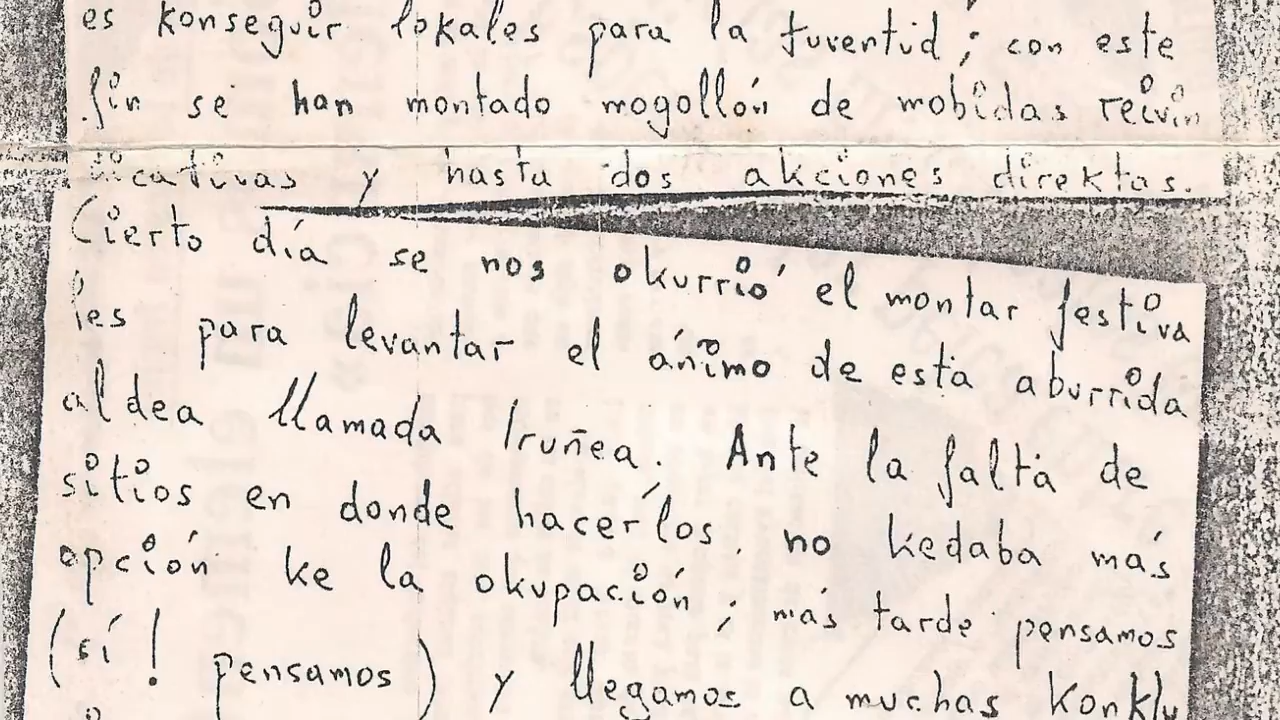 es konseguir lokales para la juventud; con este
fin se han montado mogollón de mobidas reivin
dicativas y hasta dos akciones direktas.
Cierto día se nos okurrió el montar festiva
les para levantar el ánimo de esta aburrida
aldea llamada Iruñea. Ante la falta de
sitios en donde hacerlos, no kedaba más
opción ke la okupación; más tarde pensamos
(sí! pensamos) y llegamos a muchas konklu